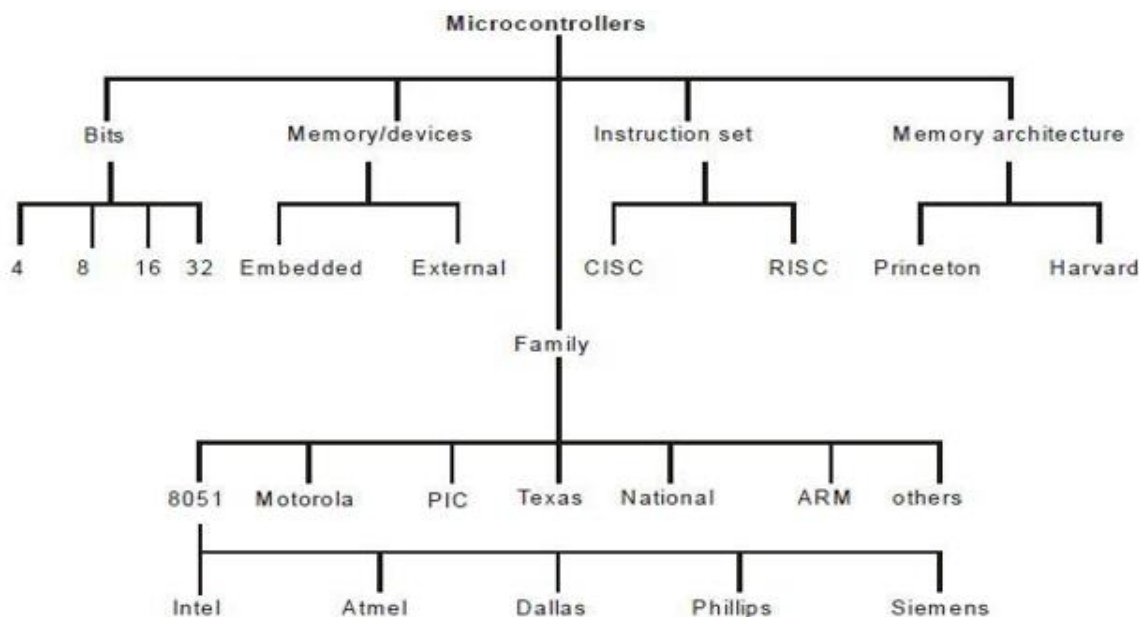 Microcontrollers
Bits Memory/devices Instruction set Memory architecture
4 8 16 32 Embedded External CISC RISC Princeton Harvard
Family
8051 Motorola PIC Texas National ARM others
Intel Atmel Dallas Phillips Siemens